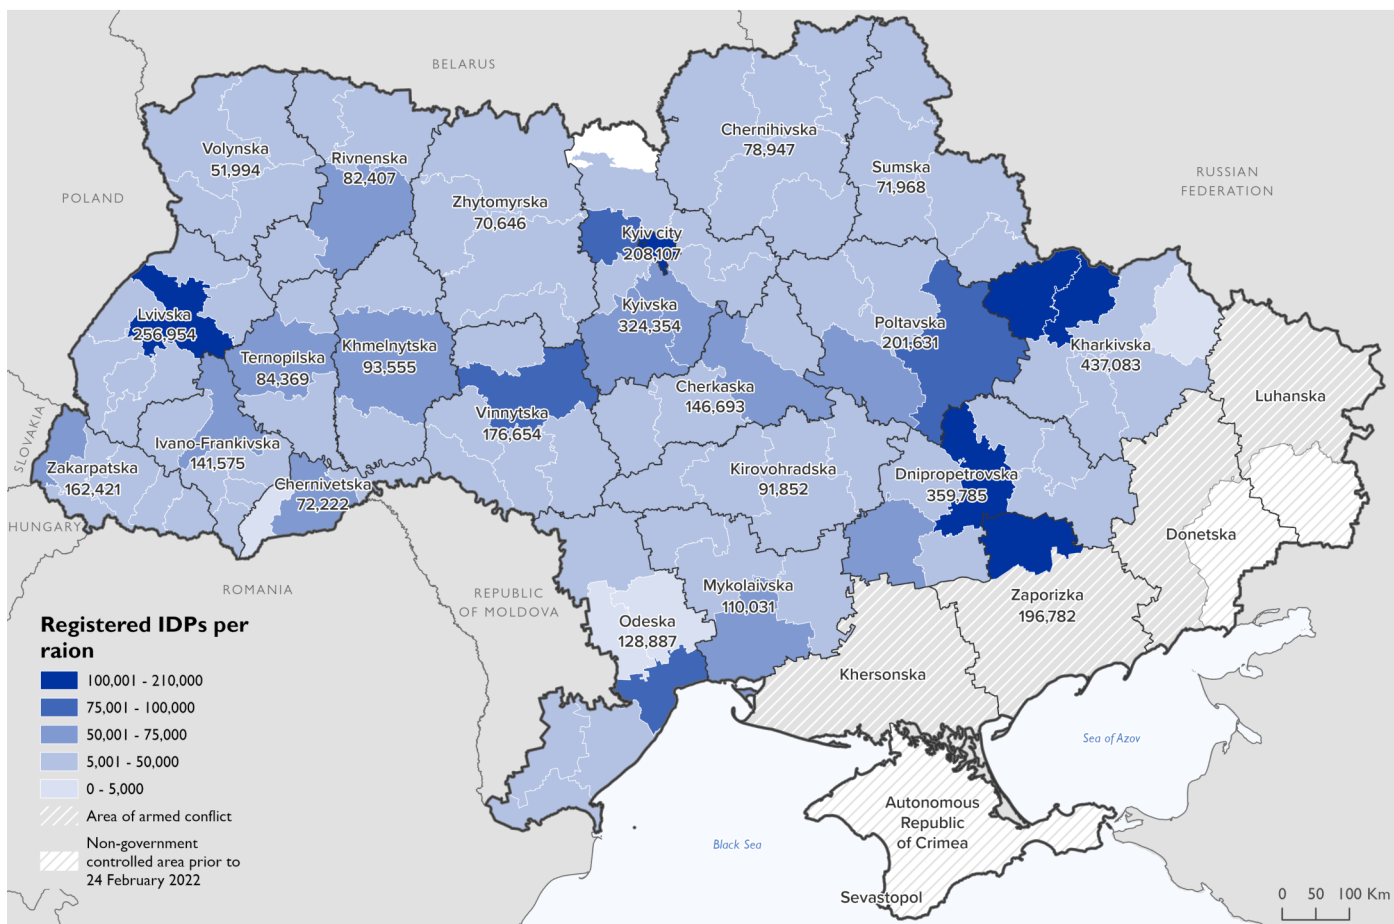 BELARUS
Volynska
51,994
Rivnenska
82,407
Chernihivska
78,947
Sumska
71,968
RUSSIAN
FEDERATION
POLAND
Zhytomyrska
70,646
Kyiv city
208,107
Lvivska
256,954
Ternopilska
84,369
Khmelnytska
93,555
Kyivska
324,354
Poltavska
201,631
Kharkivska
437,083
Luhanska
Cherkaska
146,693
Vinnytska
176,654
SLOVAKIA
Zakarpatska
162,421
Ivano-Frankivska
141,575
Chernivetska
72,222
Kirovohradska
91,852
Dnipropetrovska
359,785
Donetska
HUNGARY
ROMANIA
REPUBLIC
OF MOLDOVA
Mykolaivska
110,031
Odeska
128,887
Zaporizka
196,782
Khersonska
Sea of Azov
Black Sea
Autonomous
Republic
of Crimea
Sevastopol
Registered IDPs per
raion
100,001 - 210,000
75,001 - 100,000
50,001 - 75,000
5,001 - 50,000
0 - 5,000
Area of armed conflict
Non-government
controlled area prior to
24 February 2022
0 50 100 Km